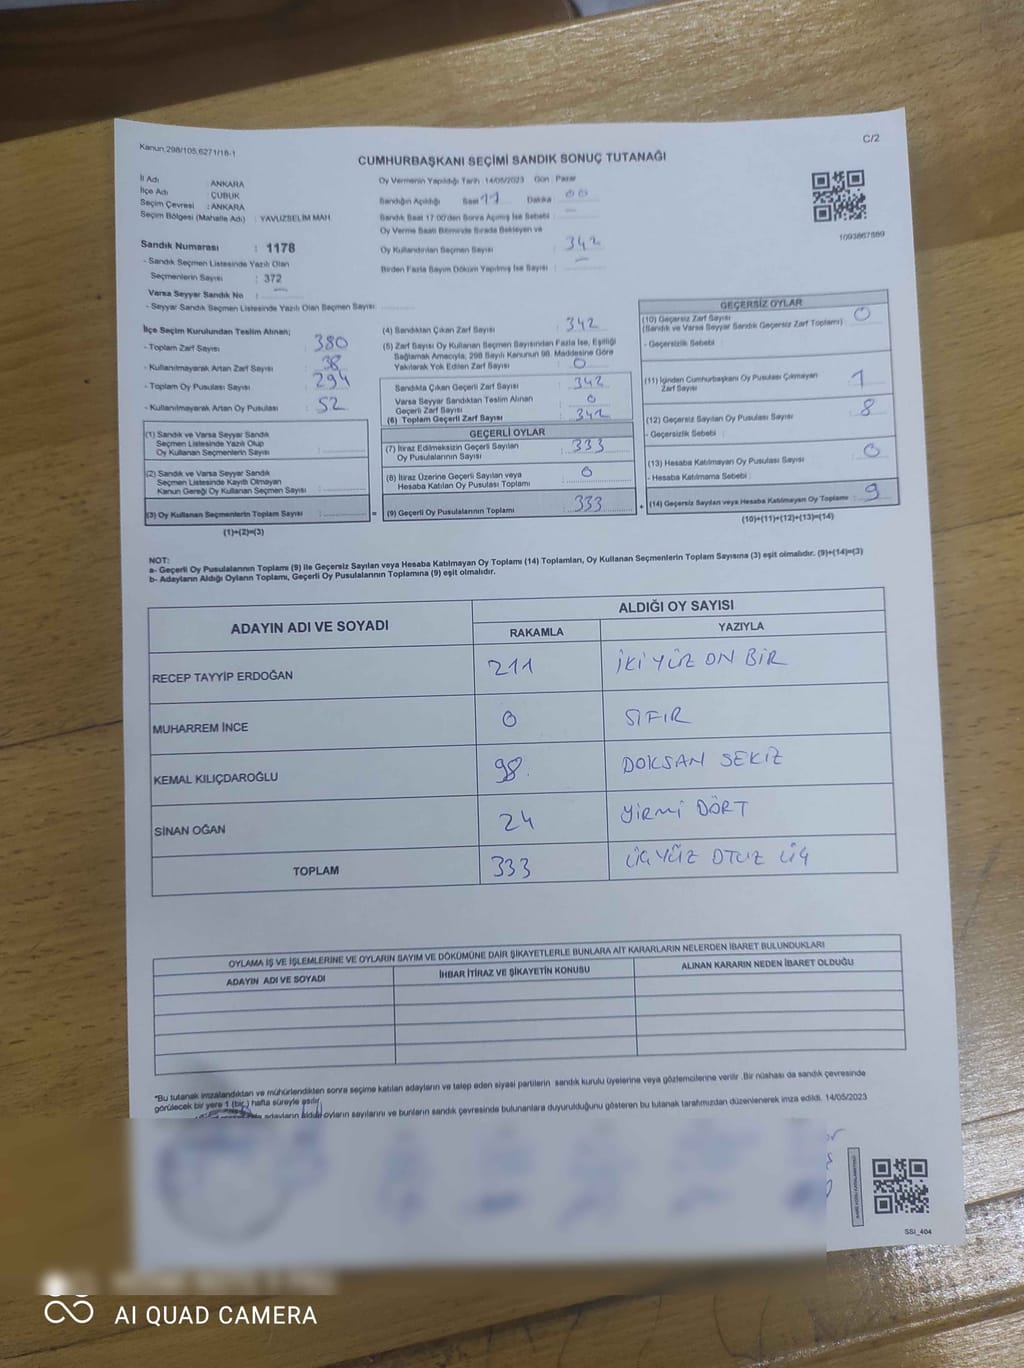 Kanun 298/105,6271/18-1
C/2
CUMHURBAŞKANI SEÇİMİ SANDIK SONUÇ TUTANAĞI
İl Adı : ANKARA
İlçe Adı : ÇUBUK
Seçim Çevresi : ANKARA
Seçim Bölgesi (Mahalle Adı) : YAVUZSELİM MAH.
Sandık Numarası : 1178
- Sandık Seçmen Listesinde Yazılı Olan
Seçmenlerin Sayısı : 372
Varsa Seyyar Sandık No :
- Seyyar Sandık Seçmen Listesinde Yazılı Olan Seçmen Sayısı:
Oy Vermenin Yapıldığı Tarih :14/05/2023 Gün : Pazar
Sandığın Açıldığı Saat 17 Dakika 00
Sandık Saat 17:00'den Sonra Açılmış İse Sebebi : —
Oy Verme Saati Bitiminde Sırada Bekleyen ve
Oy Kullandırılan Seçmen Sayısı : 342
Birden Fazla Sayım Döküm Yapılmış İse Sayısı : —
1093867889
İlçe Seçim Kurulundan Teslim Alınan;
- Toplam Zarf Sayısı : 380
- Kullanılmayarak Artan Zarf Sayısı : 38
- Toplam Oy Pusulası Sayısı : 294
- Kullanılmayarak Artan Oy Pusulası : 52
(1) Sandık ve Varsa Seyyar Sandık
Seçmen Listesinde Yazılı Olup
Oy Kullanan Seçmenlerin Sayısı :
(2) Sandık ve Varsa Seyyar Sandık
Seçmen Listesinde Kayıtlı Olmayan
Kanun Gereği Oy Kullanan Seçmen Sayısı :
(3) Oy Kullanan Seçmenlerin Toplam Sayısı :
(1)+(2)=(3)
(4) Sandıktan Çıkan Zarf Sayısı : 342
(5) Zarf Sayısı Oy Kullanan Seçmen Sayısından Fazla İse, Eşitliği
Sağlamak Amacıyla, 298 Sayılı Kanunun 98. Maddesine Göre
Yakılarak Yok Edilen Zarf Sayısı : 0
Sandıkta Çıkan Geçerli Zarf Sayısı : 342
Varsa Seyyar Sandıktan Teslim Alınan
Geçerli Zarf Sayısı : 0
(6) Toplam Geçerli Zarf Sayısı : 342
GEÇERLİ OYLAR
(7) İtiraz Edilmeksizin Geçerli Sayılan
Oy Pusulalarının Sayısı : 333
(8) İtiraz Üzerine Geçerli Sayılan veya
Hesaba Katılan Oy Pusulası Toplamı : 0
= (9) Geçerli Oy Pusulalarının Toplamı : 333
GEÇERSİZ OYLAR
(10) Geçersiz Zarf Sayısı : 0
(Sandık ve Varsa Seyyar Sandık Geçersiz Zarf Toplamı)
- Geçersizlik Sebebi :
(11) İçinden Cumhurbaşkanı Oy Pusulası Çıkmayan
Zarf Sayısı : 1
(12) Geçersiz Sayılan Oy Pusulası Sayısı : 8
- Geçersizlik Sebebi :
(13) Hesaba Katılmayan Oy Pusulası Sayısı : 0
- Hesaba Katılmama Sebebi :
+ (14) Geçersiz Sayılan veya Hesaba Katılmayan Oy Toplamı : 9
(10)+(11)+(12)+(13)=(14)
NOT:
a- Geçerli Oy Pusulalarının Toplamı (9) ile Geçersiz Sayılan veya Hesaba Katılmayan Oy Toplamı (14) Toplamları, Oy Kullanan Seçmenlerin Toplam Sayısına (3) eşit olmalıdır. (9)+(14)=(3)
b- Adayların Aldığı Oyların Toplamı, Geçerli Oy Pusulalarının Toplamına (9) eşit olmalıdır.
ADAYIN ADI VE SOYADI
ALDIĞI OY SAYISI
RAKAMLA YAZIYLA
RECEP TAYYİP ERDOĞAN 211 İKİ YÜZ ON BİR
MUHARREM İNCE 0 SIFIR
KEMAL KILIÇDAROĞLU 98 DOKSAN SEKİZ
SİNAN OĞAN 24 YİRMİ DÖRT
TOPLAM 333 ÜÇ YÜZ OTUZ ÜÇ
OYLAMA İŞ VE İŞLEMLERİNE VE OYLARIN SAYIM VE DÖKÜMÜNE DAİR ŞİKAYETLERLE BUNLARA AİT KARARLARIN NELERDEN İBARET BULUNDUKLARI
ADAYIN ADI VE SOYADI İHBAR İTİRAZ VE ŞİKAYETİN KONUSU ALINAN KARARIN NEDEN İBARET OLDUĞU
*Bu tutanak imzalandıktan ve mühürlendikten sonra seçime katılan adayların ve talep eden siyasi partilerin sandık kurulu üyelerine veya gözlemcilerine verilir .Bir nüshası da sandık çevresinde
görülecek bir yere 1 (bir) hafta süreyle asılır.
adayların aldığı oyların sayılarını ve bunların sandık çevresinde bulunanlara duyurulduğunu gösteren bu tutanak tarafımızdan düzenlenerek imza edildi. 14/05/2023
SSİ_404
AI QUAD CAMERA